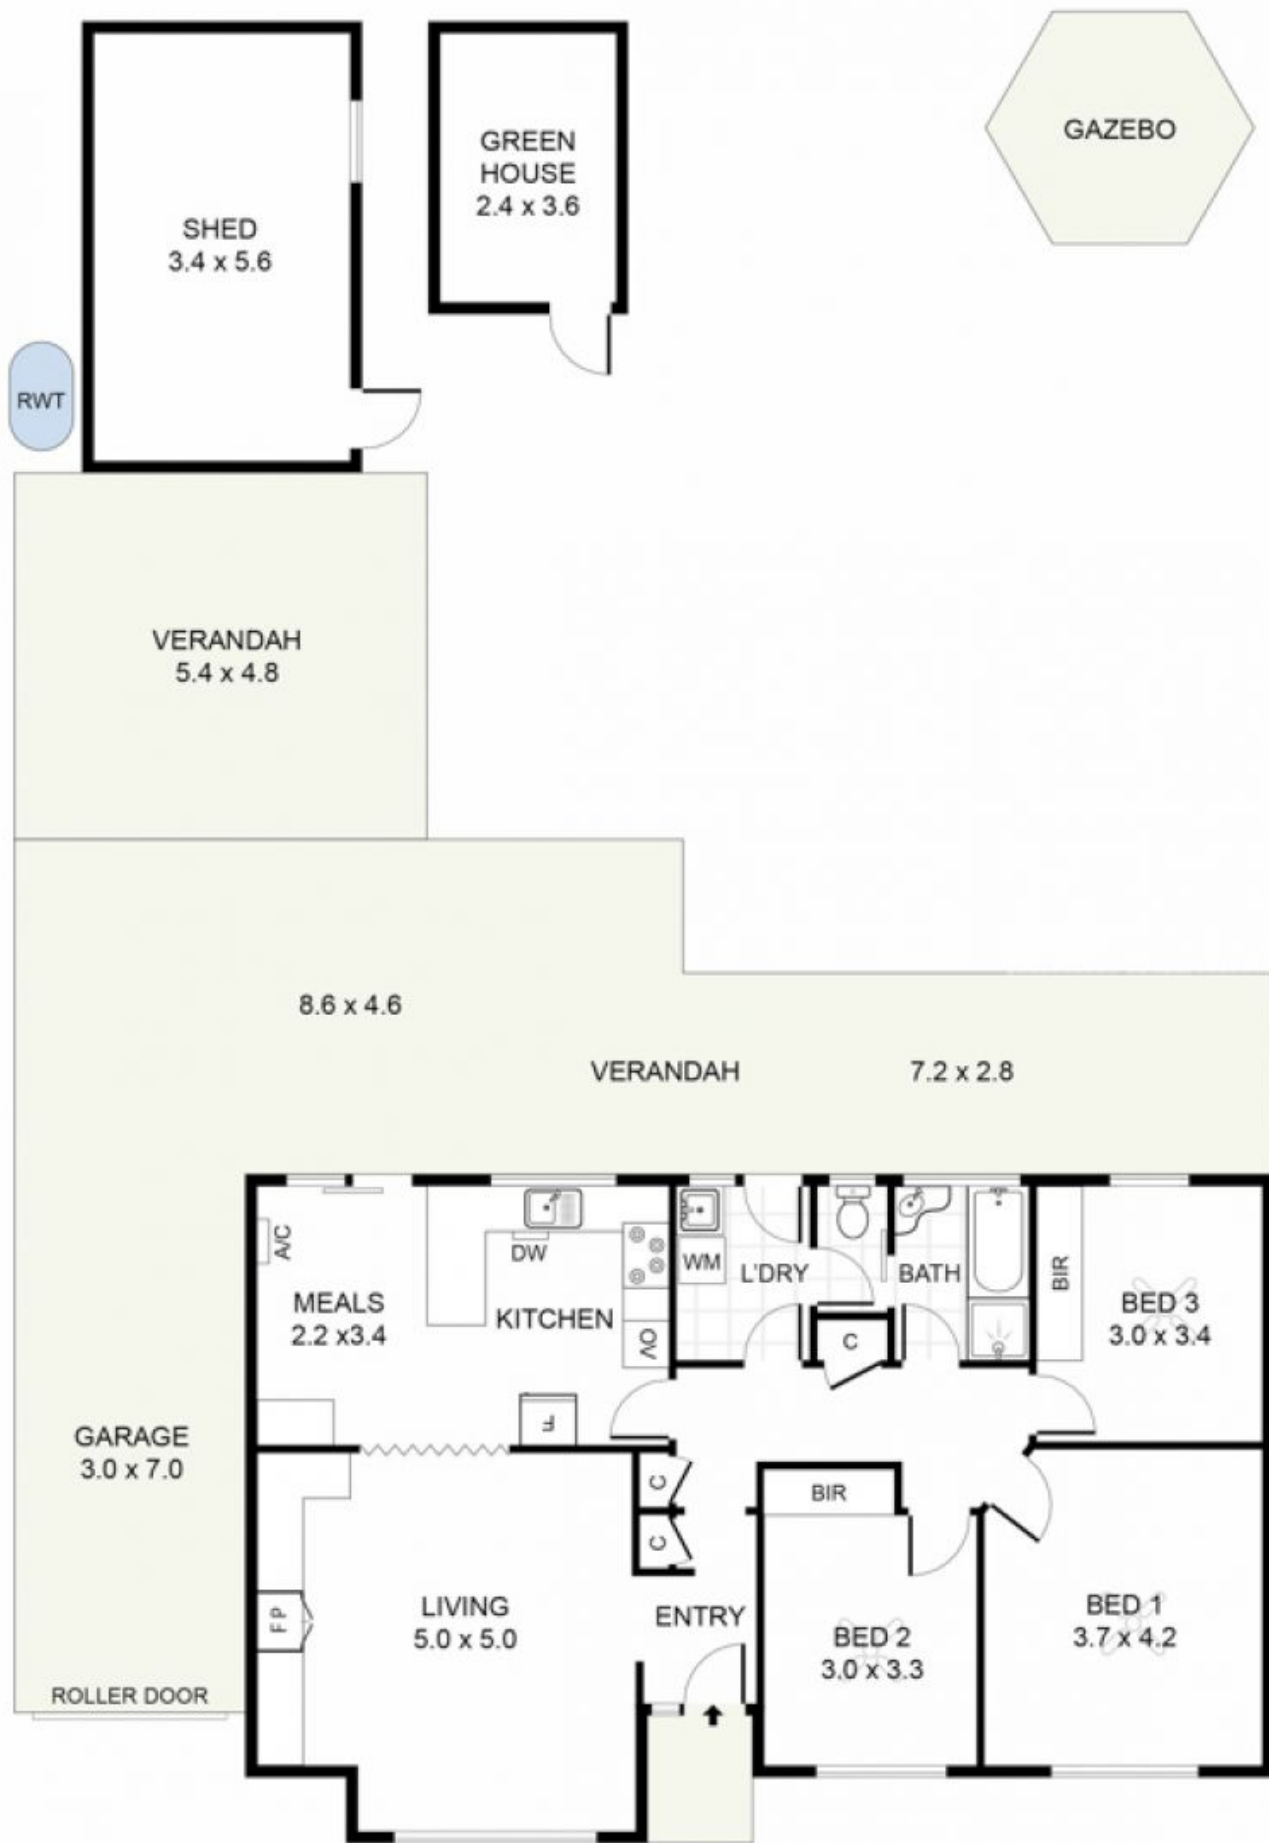 GREEN
HOUSE
2.4 x 3.6
GAZEBO
SHED
3.4 x 5.6
RWT
VERANDAH
5.4 x 4.8
8.6 x 4.6
VERANDAH
7.2 x 2.8
A/C
DW
MEALS
2.2 x3.4
KITCHEN
OV
F
WM
L'DRY
BATH
C
BIR
BED 3
3.0 x 3.4
GARAGE
3.0 x 7.0
ROLLER DOOR
C
C
BIR
FP
LIVING
5.0 x 5.0
ENTRY
BED 2
3.0 x 3.3
BED 1
3.7 x 4.2